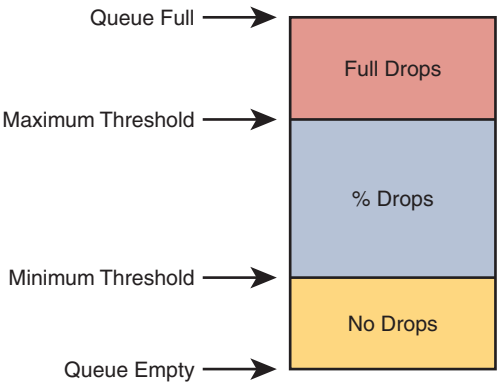 Queue Full
Full Drops
Maximum Threshold
% Drops
Minimum Threshold
No Drops
Queue Empty